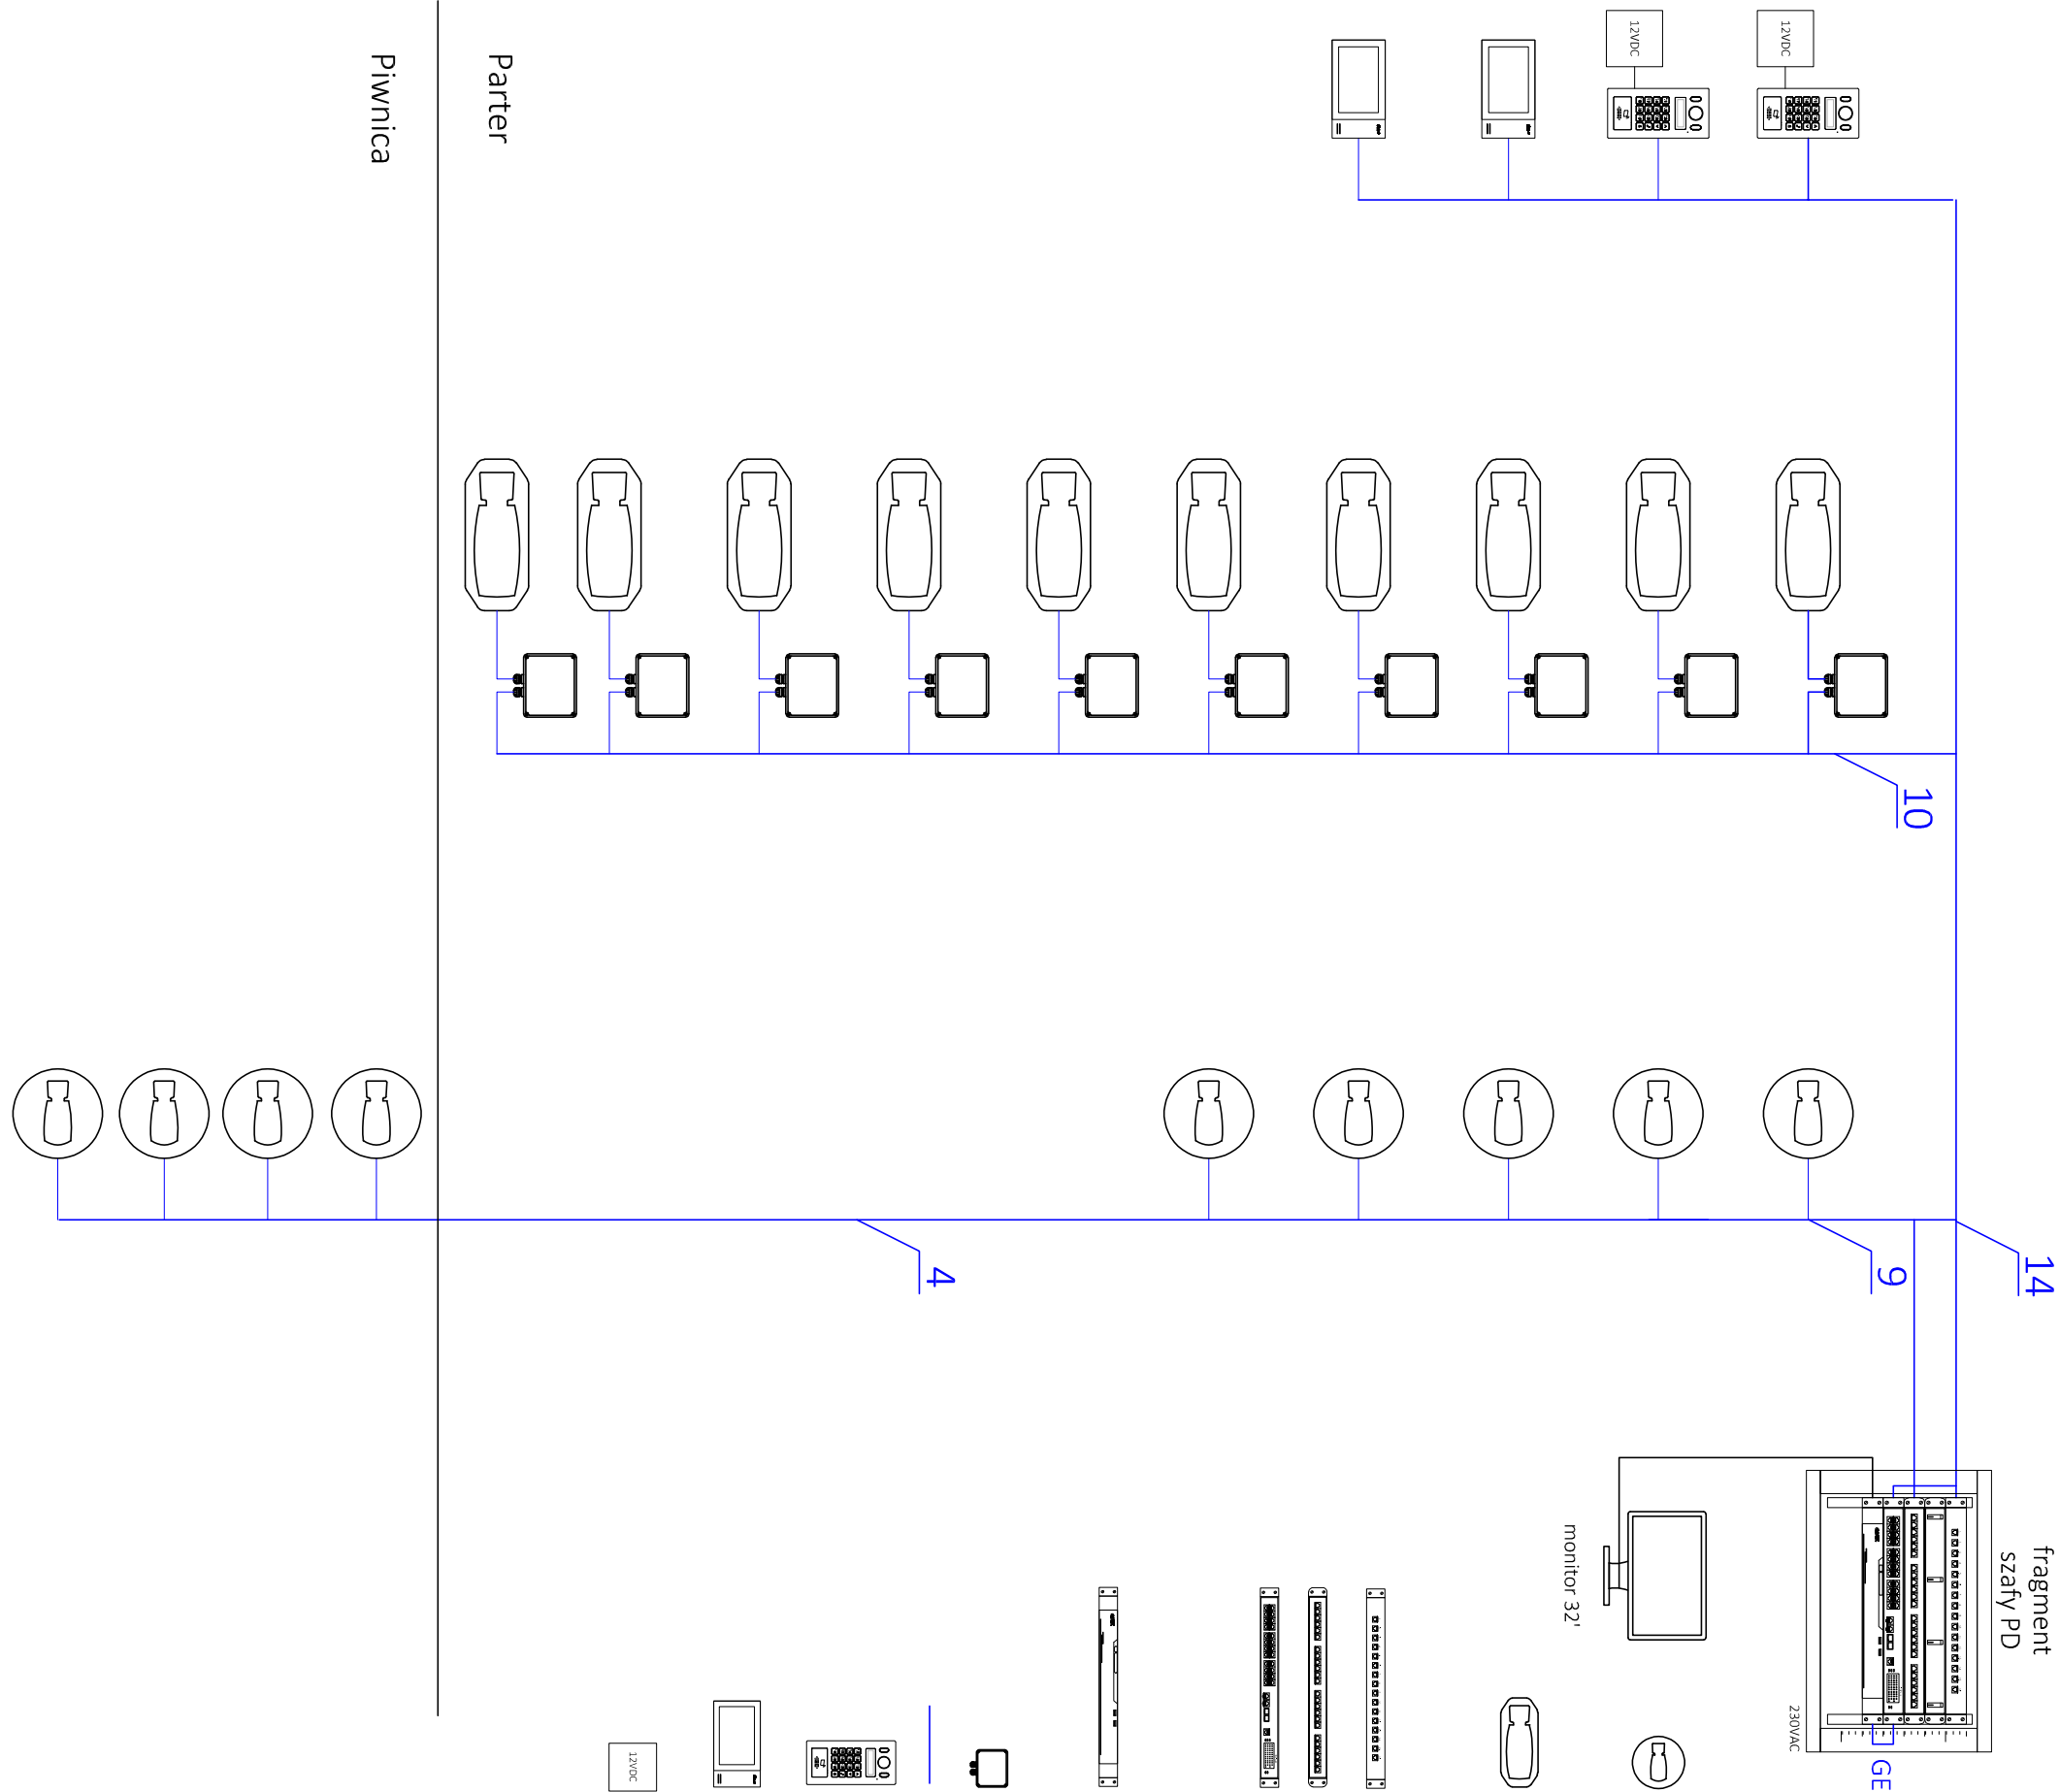 fragment
szafy PD
14
GE
9
10
230VAC
12VDC
12VDC
monitor 32'
4
12VDC
Parter
Piwnica